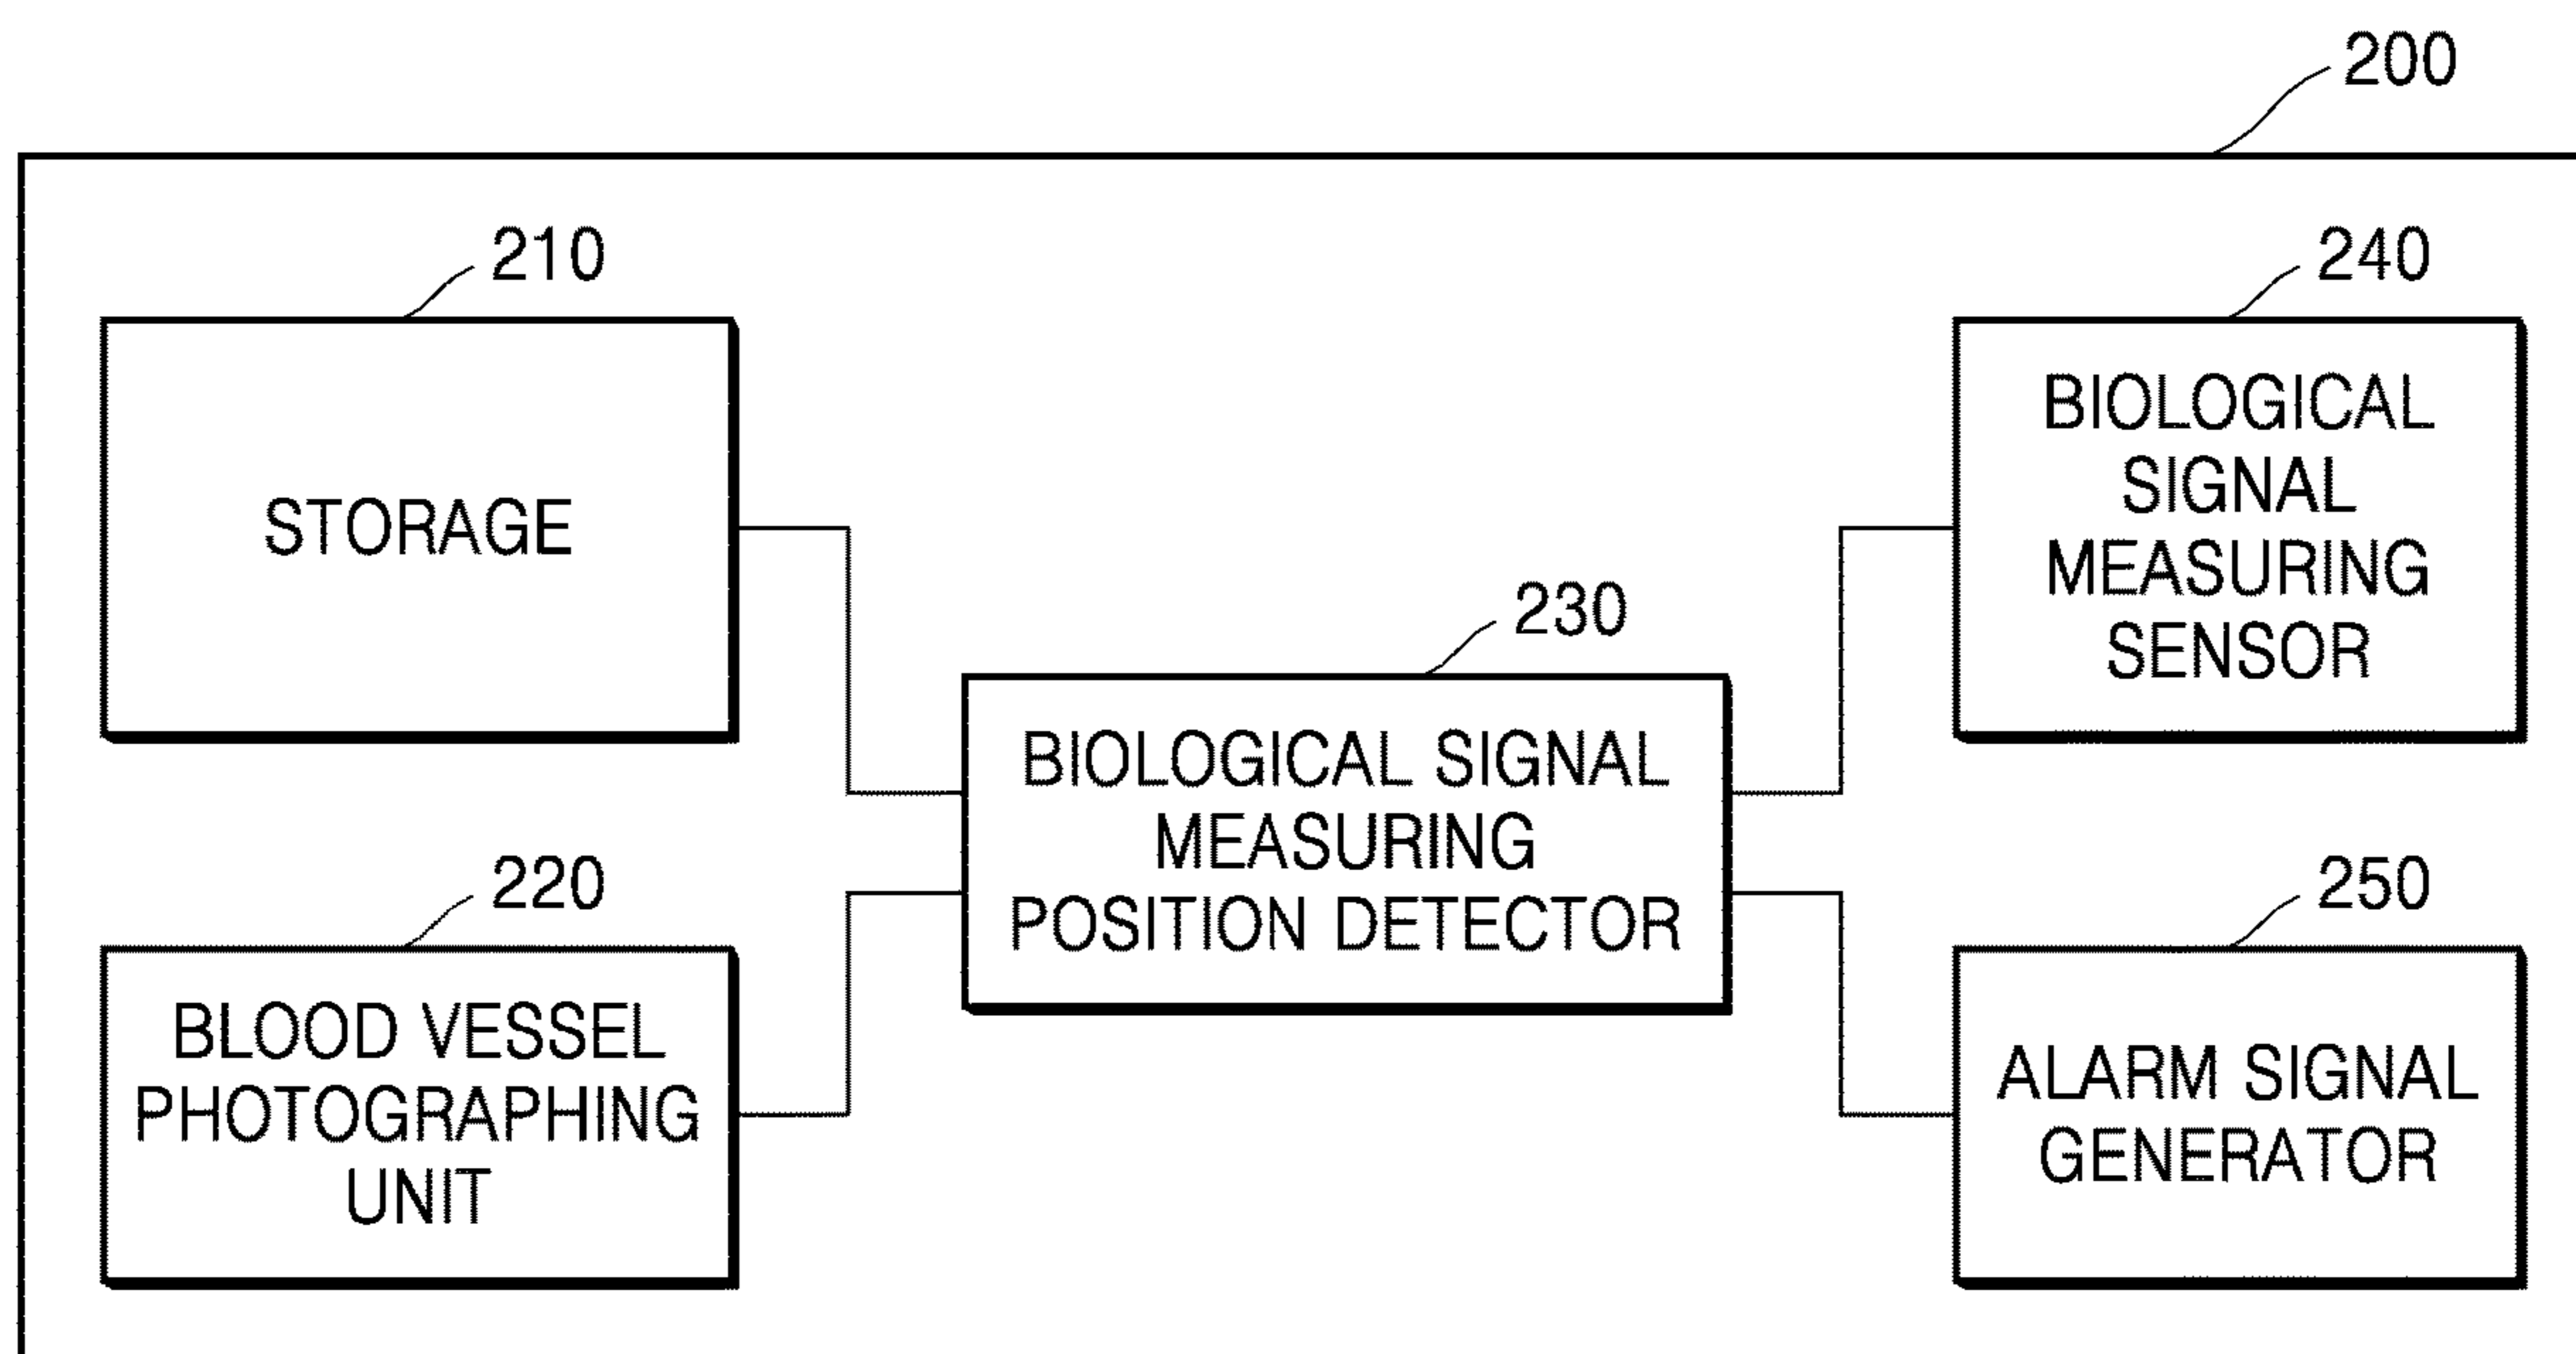 200
210
STORAGE
220
BLOOD VESSEL
PHOTOGRAPHING
UNIT
230
BIOLOGICAL SIGNAL
MEASURING
POSITION DETECTOR
240
BIOLOGICAL
SIGNAL
MEASURING
SENSOR
250
ALARM SIGNAL
GENERATOR